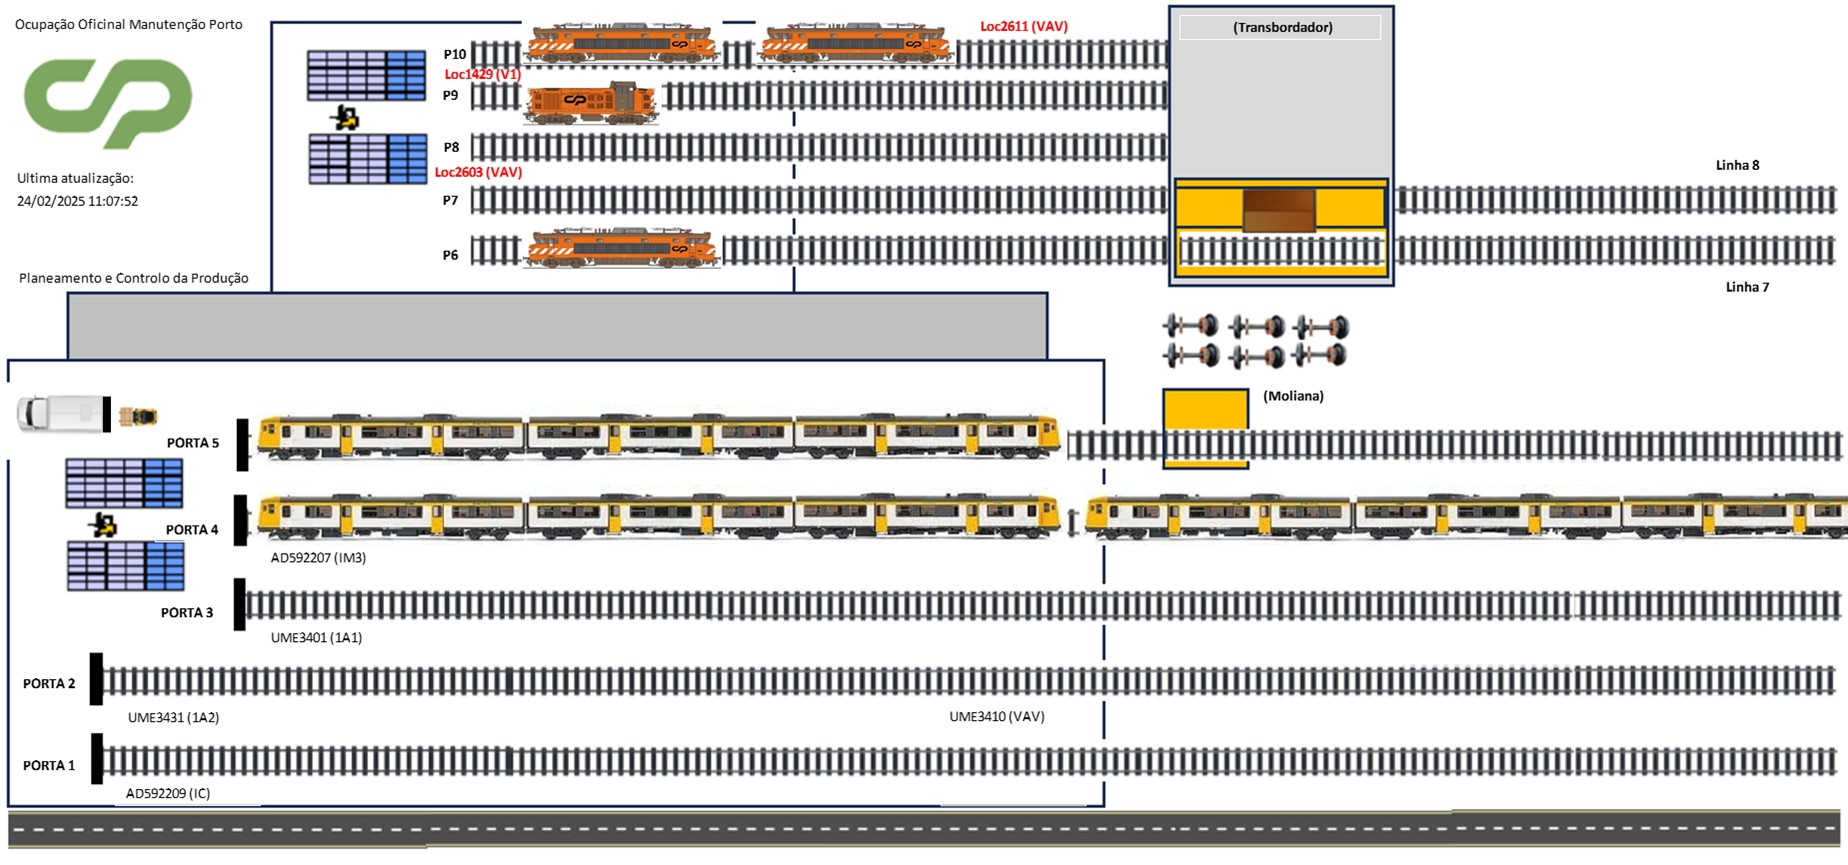 Ocupação Oficinal Manutenção Porto
Loc2611 (VAV)
(Transbordador)
P10
Loc1429 (V1)
P9
P8
Linha 8
Loc2603 (VAV)
Ultima atualização:
24/02/2025 11:07:52
P7
P6
Planeamento e Controlo da Produção
Linha 7
(Moliana)
PORTA 5
PORTA 4
AD592207 (IM3)
PORTA 3
UME3401 (1A1)
PORTA 2
UME3431 (1A2)
UME3410 (VAV)
PORTA 1
AD592209 (IC)